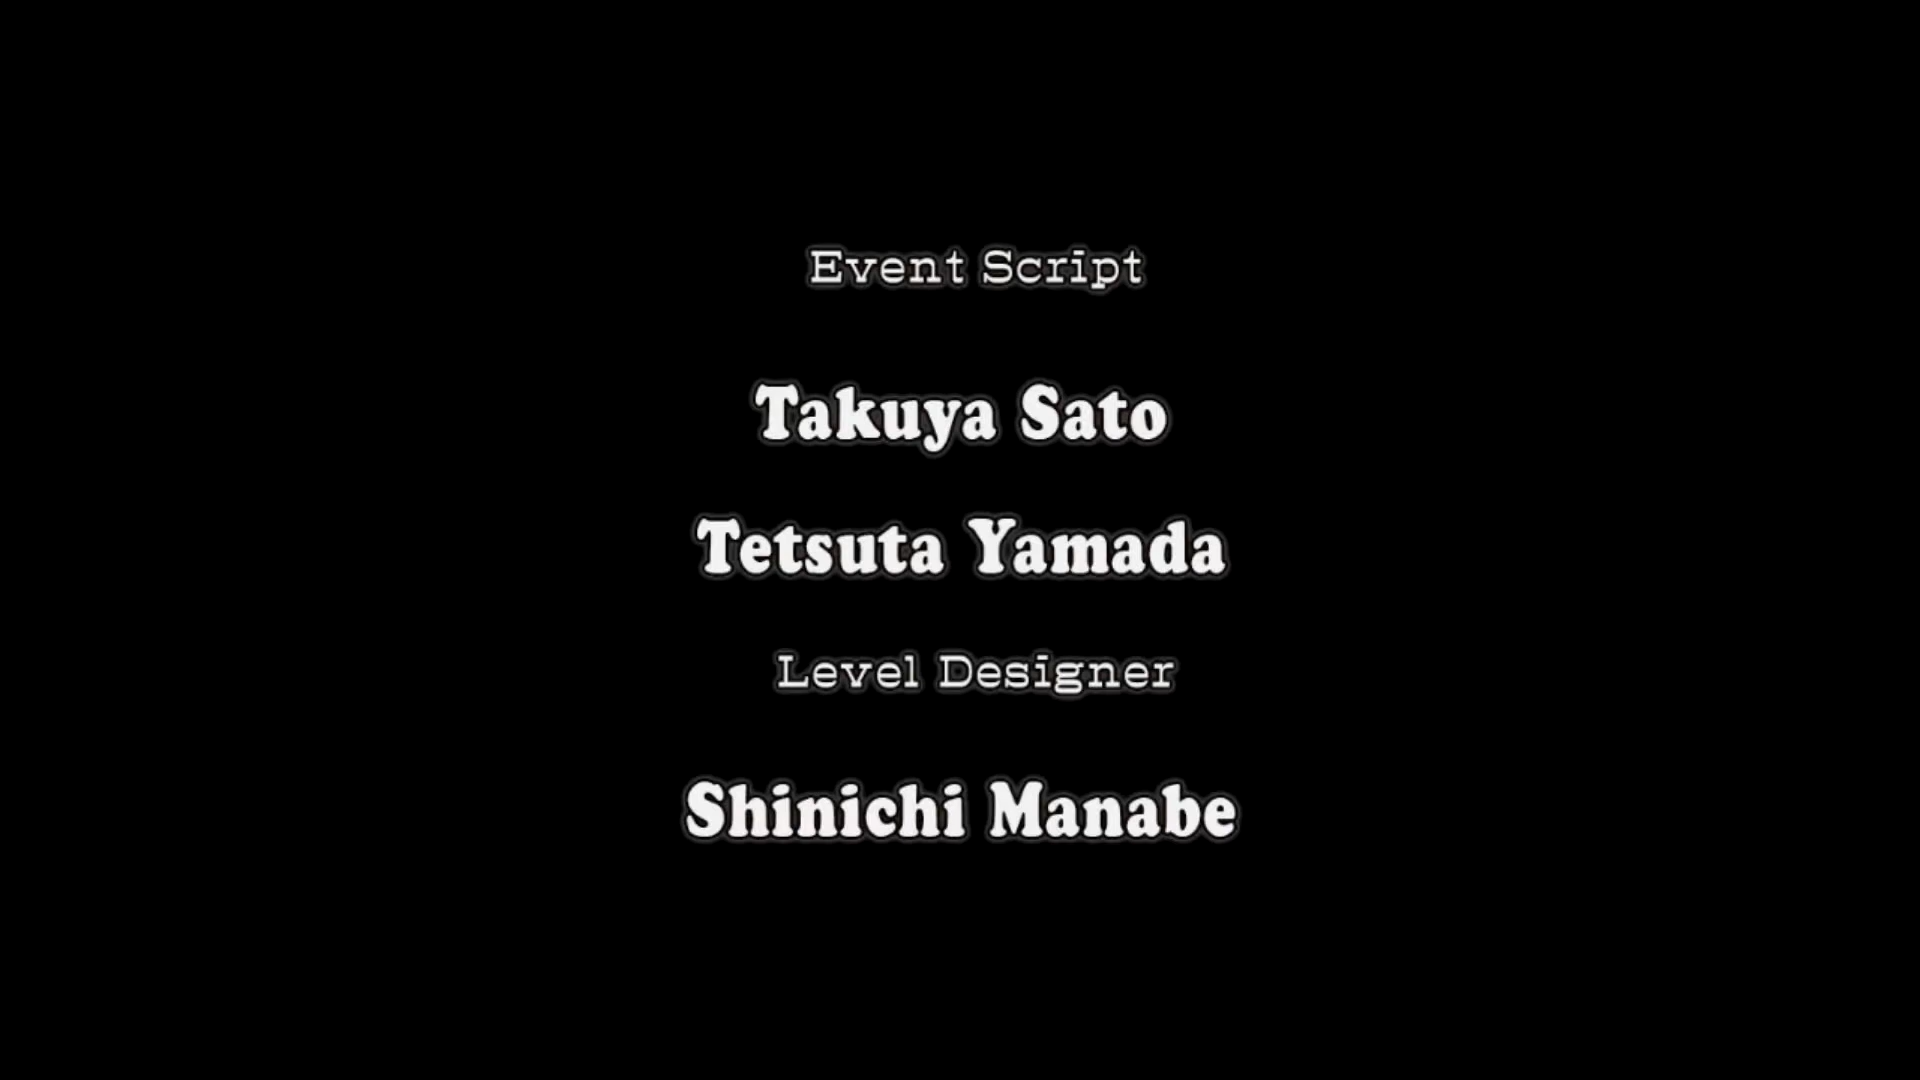 Event Script
Takuya Sato
Tetsuta Yamada
Level Designer
Shinichi Manabe